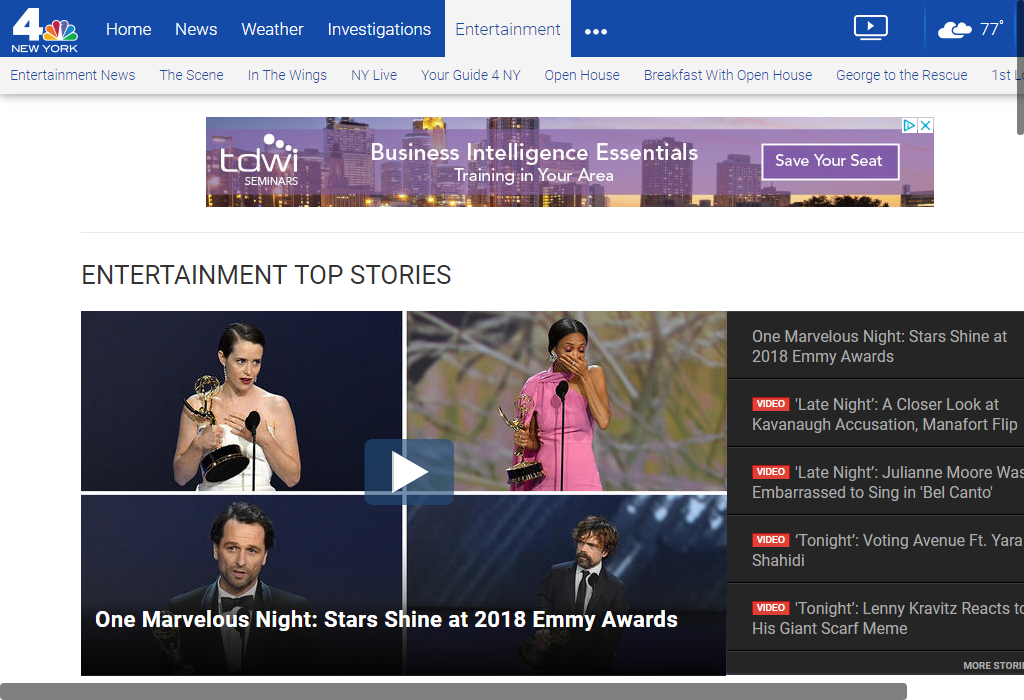 4
NEW YORK
Home
News
Weather
Investigations
Entertainment
77°
Entertainment News
The Scene
In The Wings
NY Live
Your Guide 4 NY
Open House
Breakfast With Open House
George to the Rescue
1st
tdwi
SEMINARS
Business Intelligence Essentials
Training in Your Area
Save Your Seat
ENTERTAINMENT TOP STORIES
One Marvelous Night: Stars Shine at 2018 Emmy Awards
One Marvelous Night: Stars Shine at
2018 Emmy Awards
VIDEO 'Late Night': A Closer Look at
Kavanaugh Accusation, Manafort Flip
VIDEO 'Late Night': Julianne Moore Was
Embarrassed to Sing in 'Bel Canto'
VIDEO 'Tonight': Voting Avenue Ft. Yara
Shahidi
VIDEO 'Tonight': Lenny Kravitz Reacts to
His Giant Scarf Meme
MORE STORI